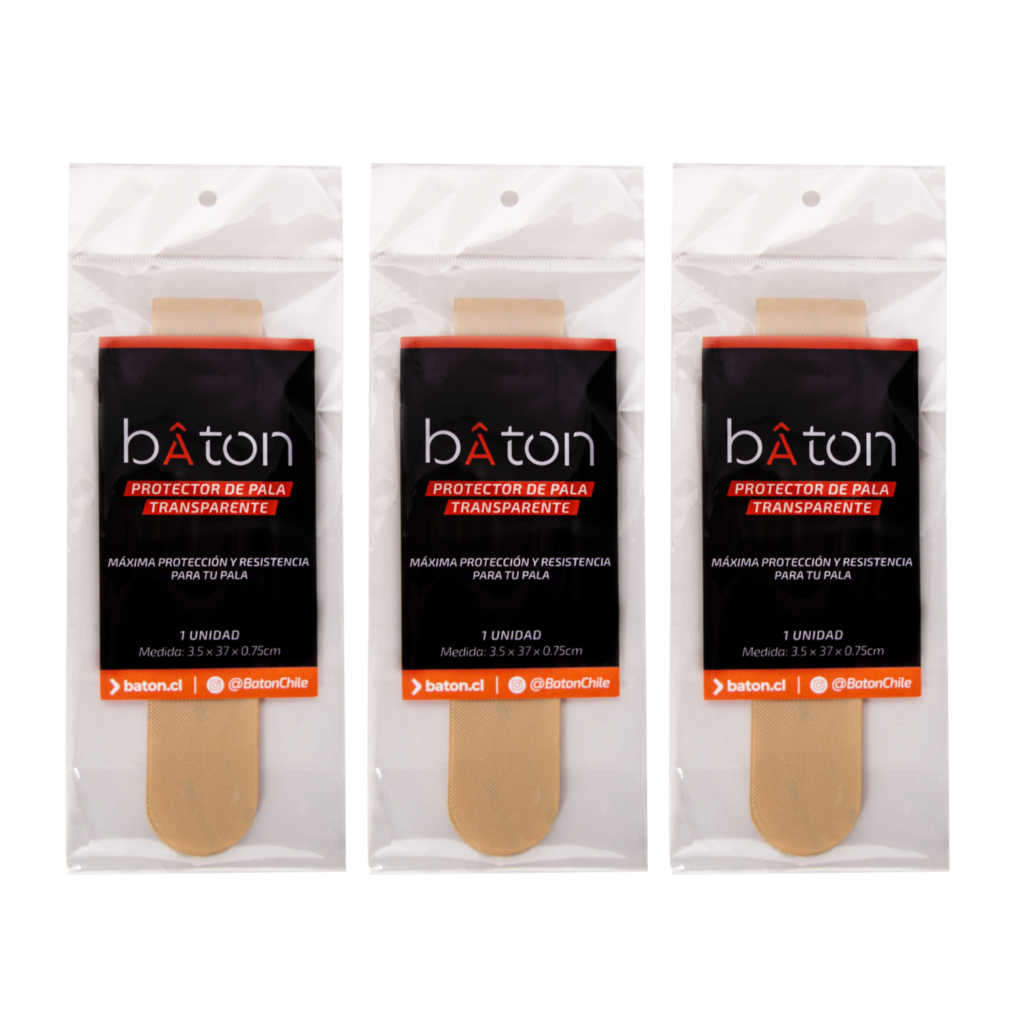 bâton
PROTECTOR DE PALA
TRANSPARENTE
MÁXIMA PROTECCIÓN Y RESISTENCIA
PARA TU PALA
1 UNIDAD
Medida: 3.5 x 37 x 0.75cm
baton.cl | @BatonChile
bâton
PROTECTOR DE PALA
TRANSPARENTE
MÁXIMA PROTECCIÓN Y RESISTENCIA
PARA TU PALA
1 UNIDAD
Medida: 3.5 x 37 x 0.75cm
baton.cl | @BatonChile
bâton
PROTECTOR DE PALA
TRANSPARENTE
MÁXIMA PROTECCIÓN Y RESISTENCIA
PARA TU PALA
1 UNIDAD
Medida: 3.5 x 37 x 0.75cm
baton.cl | @BatonChile